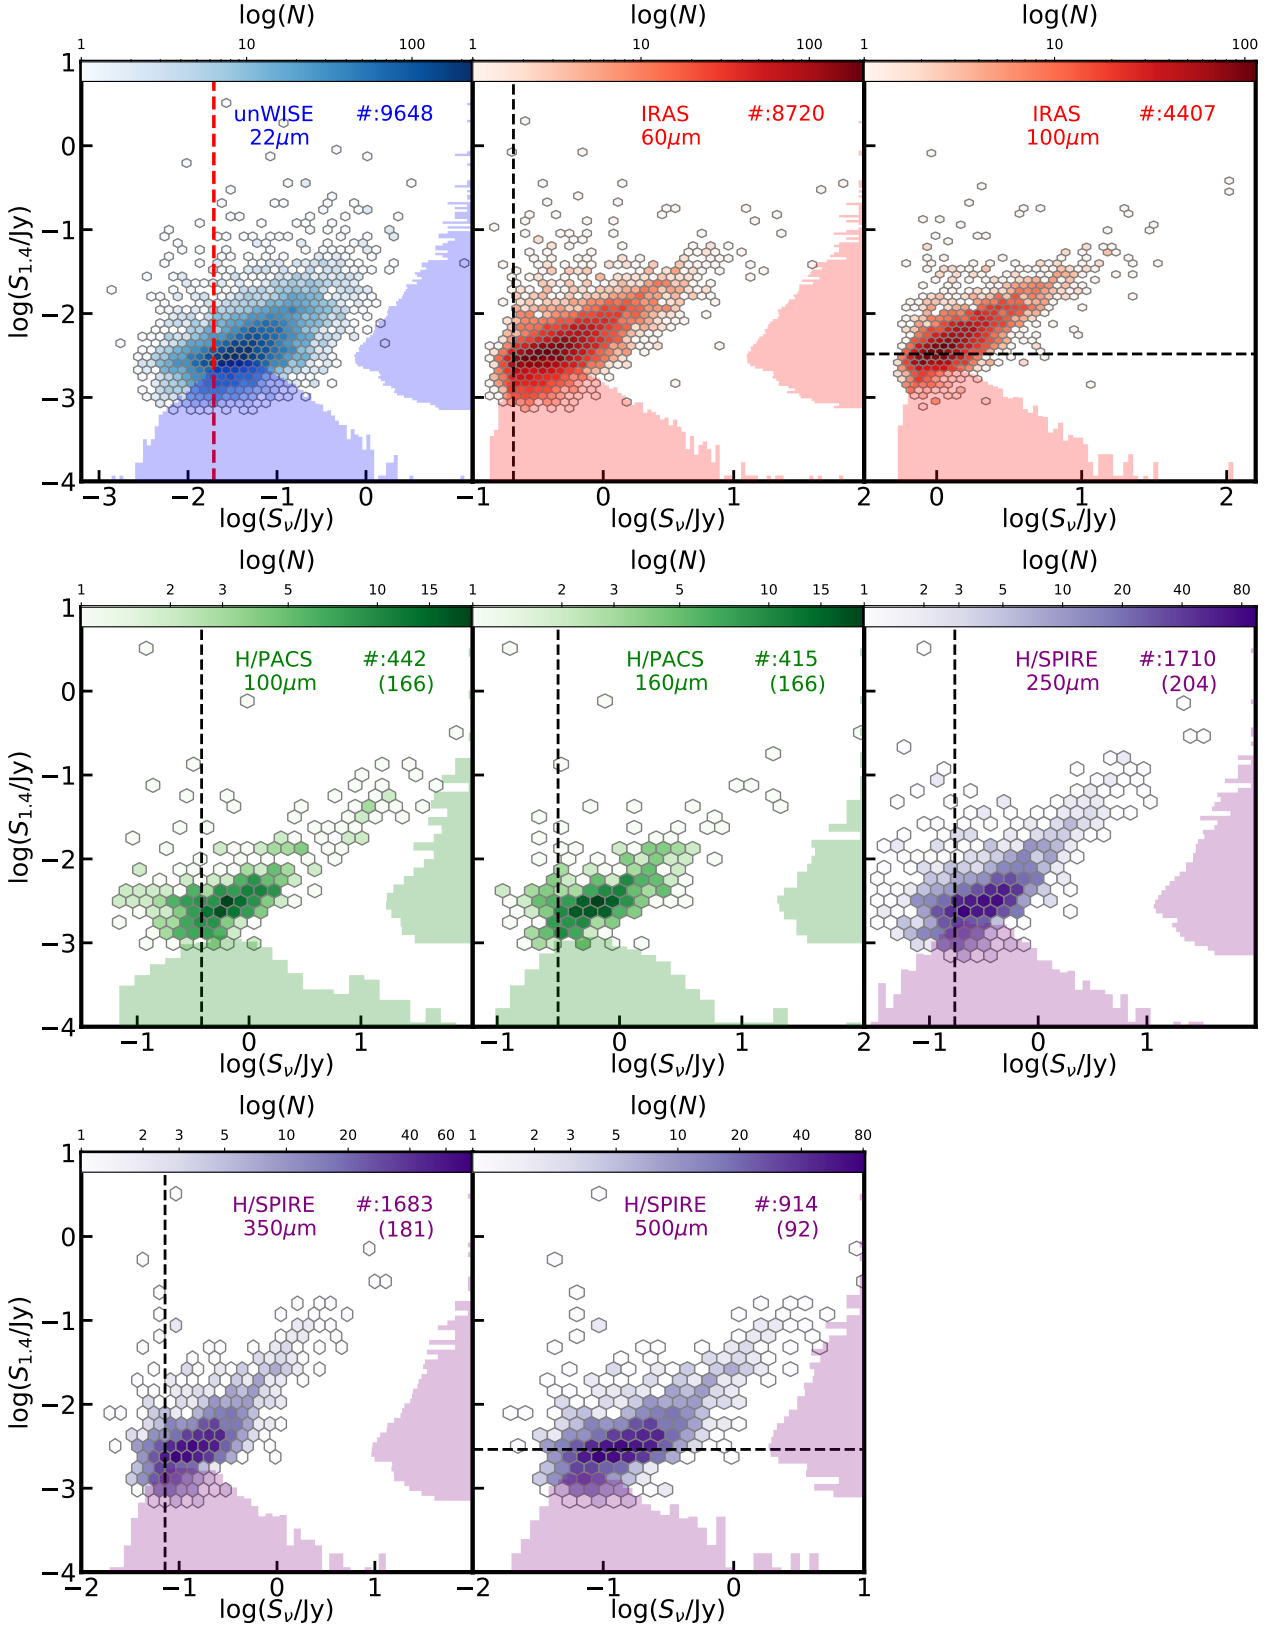 log(N) log(N) log(N)
1 10 100 1 10 100 1 10 100
1 unWISE #:9648 IRAS #:8720 IRAS #:4407
22μm 60μm 100μm
0
−1
−2
−3
−4
log(S1.4/Jy)
−3 −2 −1 0 −1 0 1 2 0 1 2
log(Sν/Jy) log(Sν/Jy) log(Sν/Jy)
log(N) log(N) log(N)
1 2 3 5 10 15 1 2 3 5 10 15 1 2 3 5 10 20 40 80
1 H/PACS #:442 H/PACS #:415 H/SPIRE #:1710
100μm (166) 160μm (166) 250μm (204)
0
−1
−2
−3
−4
log(S1.4/Jy)
−1 0 1 −1 0 1 2 −1 0 1
log(Sν/Jy) log(Sν/Jy) log(Sν/Jy)
log(N) log(N)
1 2 3 5 10 20 40 60 1 2 3 5 10 20 40 80
1 H/SPIRE #:1683 H/SPIRE #:914
350μm (181) 500μm (92)
0
−1
−2
−3
−4
log(S1.4/Jy)
−2 −1 0 1 −2 −1 0 1
log(Sν/Jy) log(Sν/Jy)